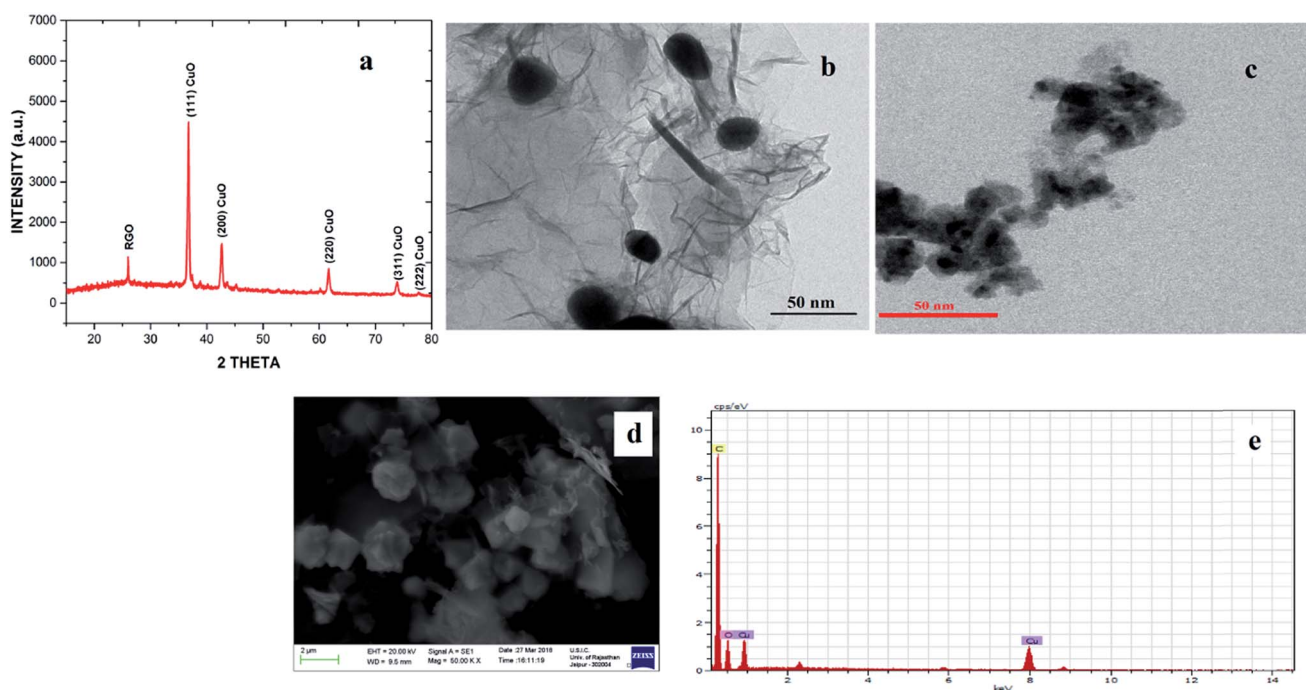 a
INTENSITY (a.u.)
7000
6000
5000
4000
3000
2000
1000
0
RGO
(111) CuO
(200) CuO
(220) CuO
(311) CuO
(222) CuO
20 30 40 50 60 70 80
2 THETA
b
50 nm
c
50 nm
d
2 µm
EHT = 20.00 kV
WD = 9.5 mm
Signal A = SE1
Mag = 50.00 K X
Date :27 Mar 2018
Time :16:11:19
U.S.I.C.
Univ. of Rajasthan
Jaipur - 302004
ZEISS
e
cps/eV
10
8
6
4
2
0
C
O Cu
Cu
2 4 6 8 10 12 14
keV